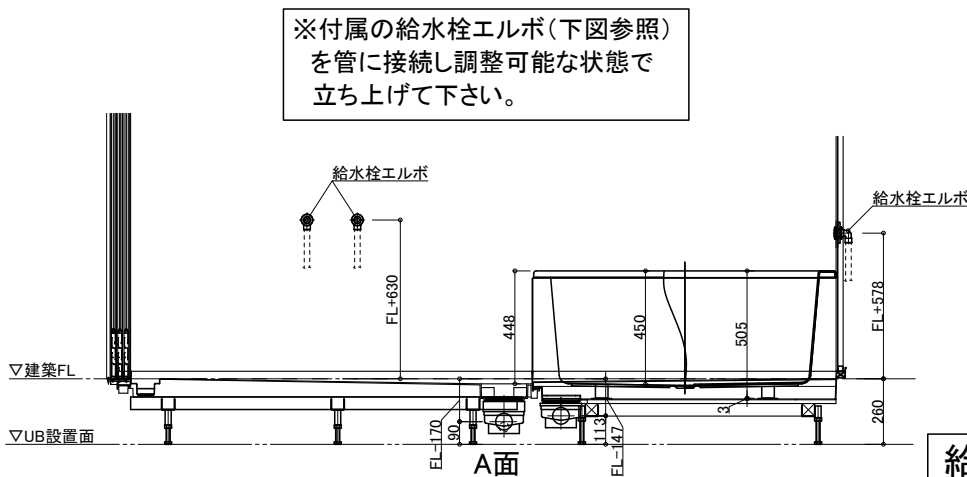 ※付属の給水栓エルボ(下図参照)
を管に接続し調整可能な状態で
立ち上げて下さい。
給水栓エルボ
給水栓エルボ
FL+630
448
450
505
FL+578
▽建築FL
FL-170
90
113
FL-147
3
260
▽UB設置面
A面
給